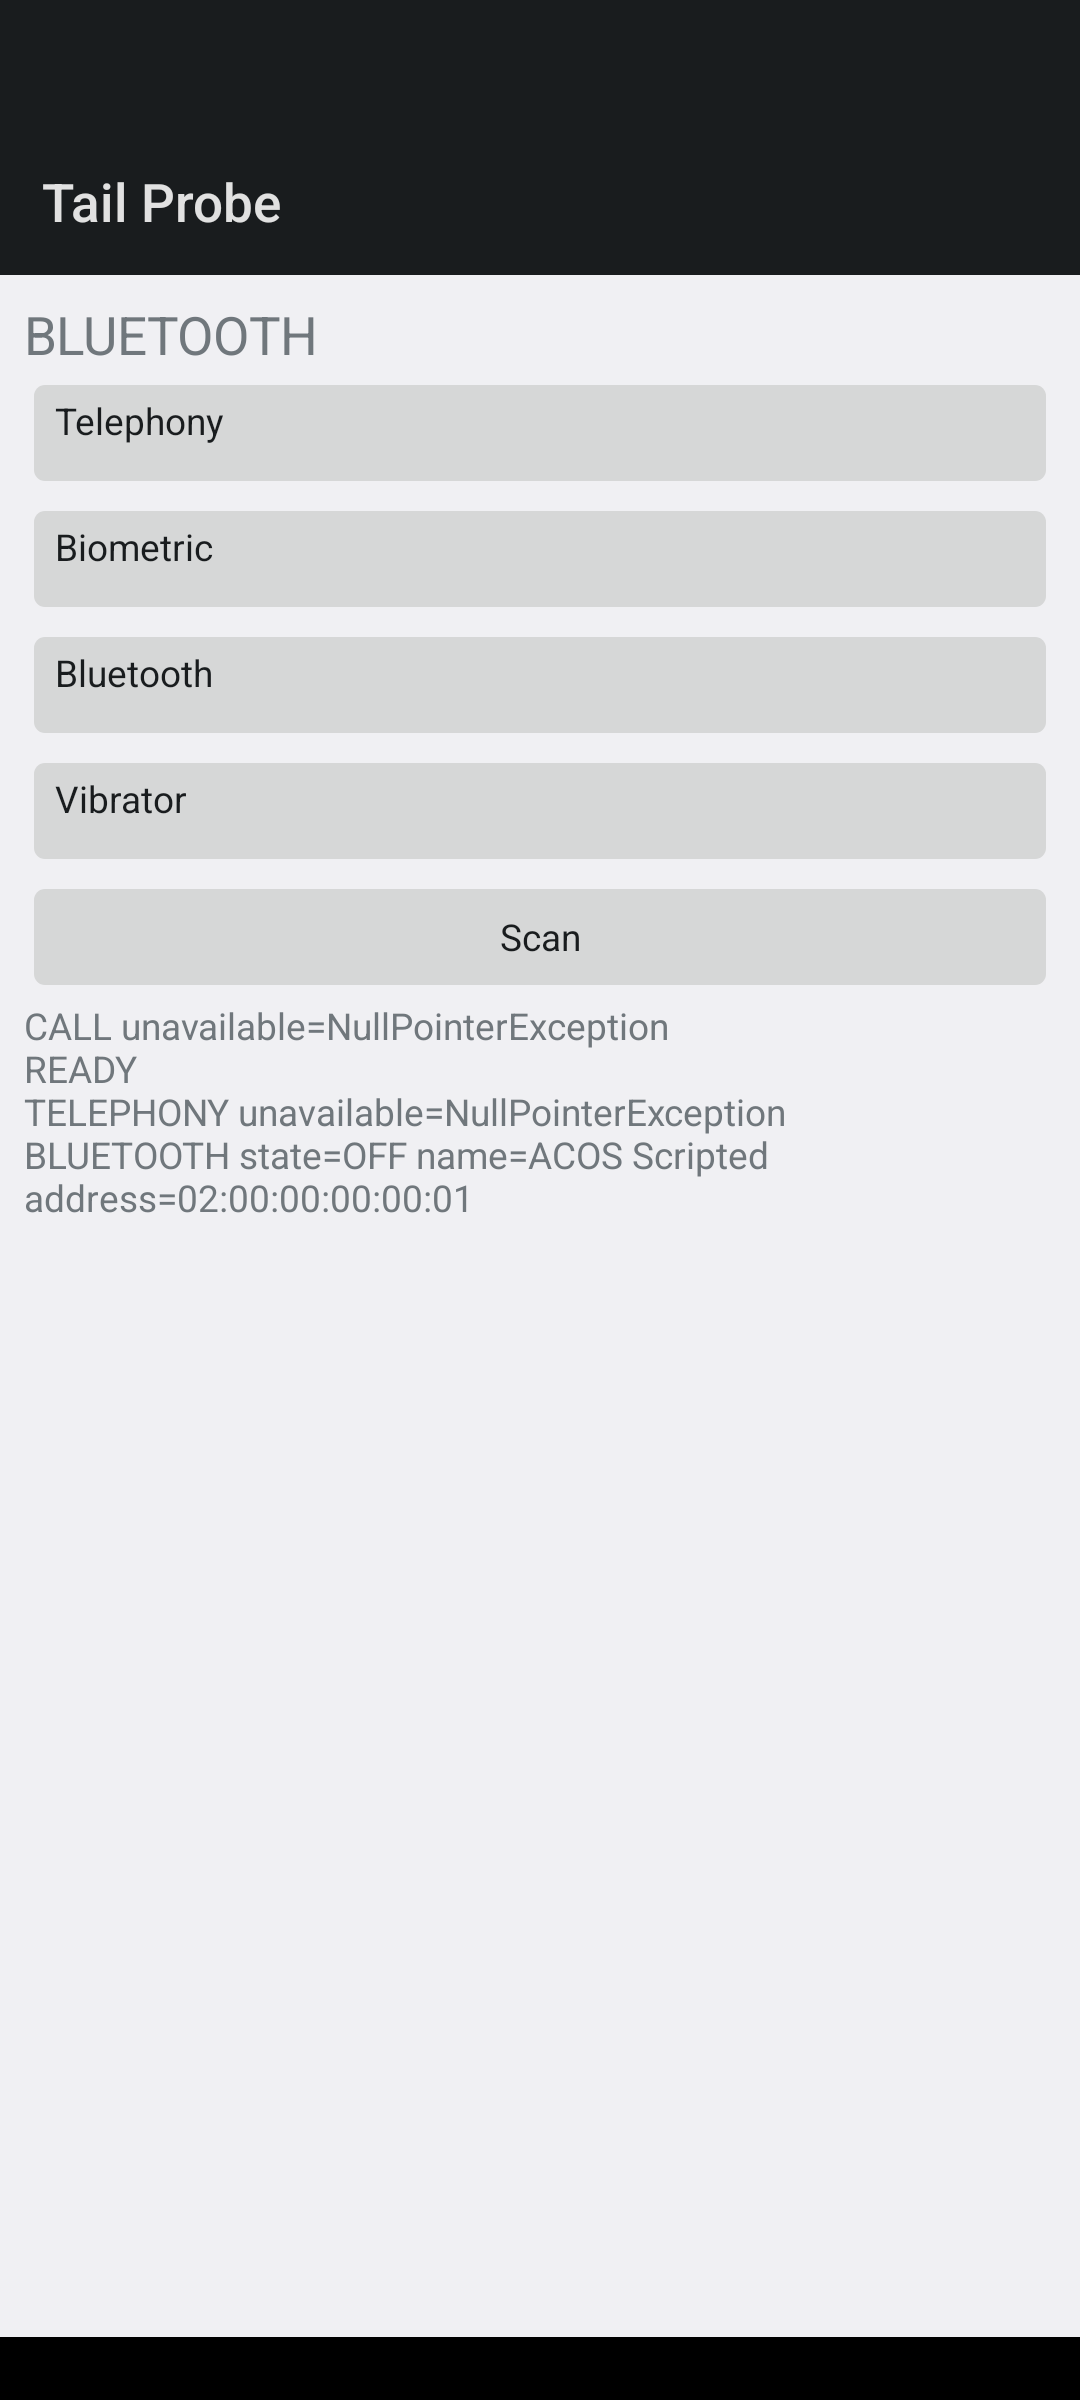 Tail Probe
BLUETOOTH
Telephony
Biometric
Bluetooth
Vibrator
Scan
CALL unavailable=NullPointerException
READY
TELEPHONY unavailable=NullPointerException
BLUETOOTH state=OFF name=ACOS Scripted
address=02:00:00:00:00:01